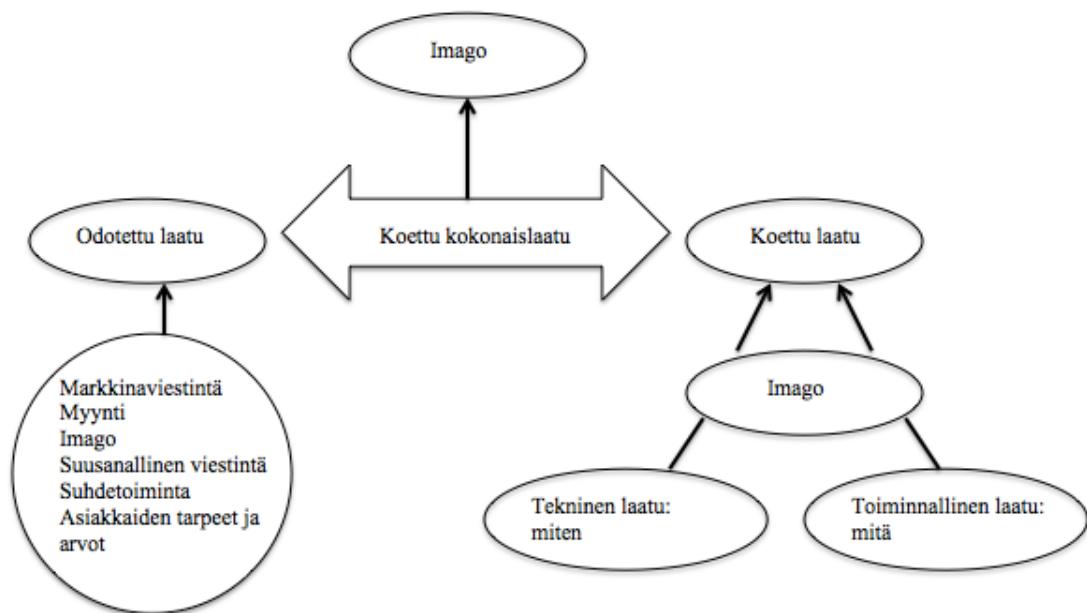 Imago
Odotettu laatu
Koettu kokonaislaatu
Koettu laatu
Markkinaviestintä
Myynti
Imago
Suusanallinen viestintä
Suhdetoiminta
Asiakkaiden tarpeet ja
arvot
Imago
Tekninen laatu:
miten
Toiminnallinen laatu:
mitä